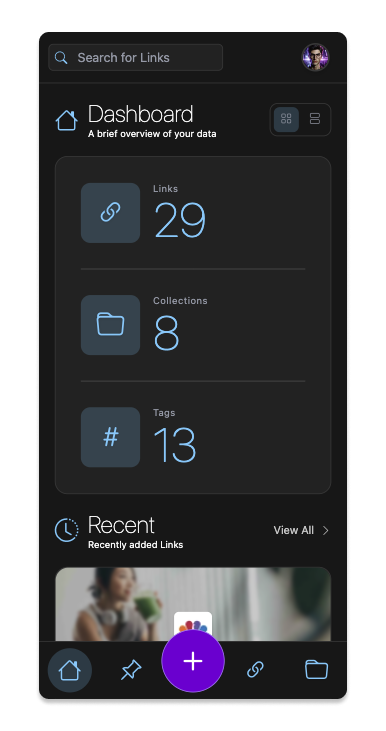 Search for Links
Dashboard
A brief overview of your data
Links
29
Collections
8
#
Tags
13
Recent
Recently added Links
View All